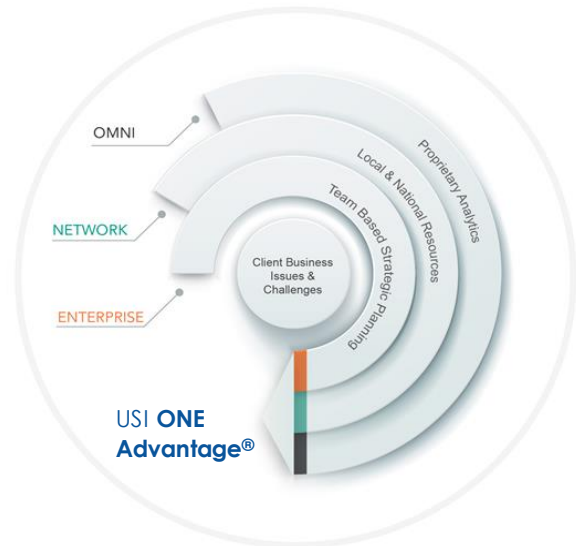 OMNI
NETWORK
ENTERPRISE
Proprietary Analytics
Local & National Resources
Team Based Strategic Planning
Client Business
Issues &
Challenges
USI ONE
Advantage®